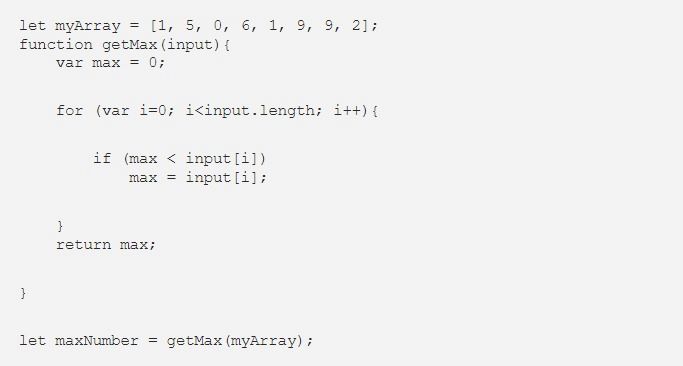 let myArray = [1, 5, 0, 6, 1, 9, 9, 2];
function getMax(input){
    var max = 0;
    for (var i=0; i<input.length; i++){
        if (max < input[i])
            max = input[i];
    }
    return max;
}
let maxNumber = getMax(myArray);